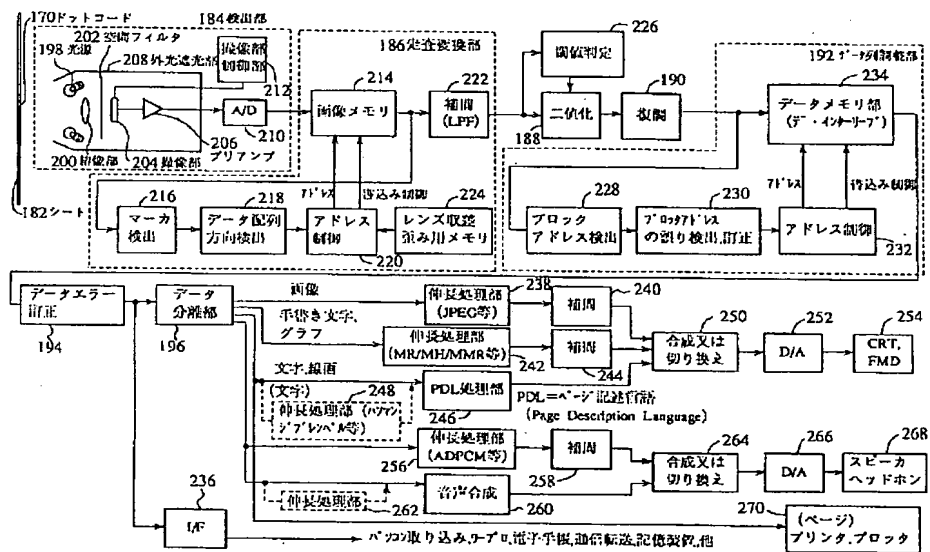 170ドットコード
202 空間フィルタ
198光源
208外光遮光部
184検出部
撮像部
制御部
212
A/D
210
206
プリアンプ
200 結像部
204 撮像部
182シート
186走査変換部
214
画像メモリ
222
補間
(LPF)
アドレス
書込み制御
216
マーカ
検出
218
データ配列
方向検出
アドレス
制御
220
224
レンズ収差
歪み用メモリ
226
閾値判定
188
二値化
190
復調
192データ列調整部
234
データメモリ部
(デ・インターリーブ)
アドレス
書込み制御
228
ブロック
アドレス検出
230
ブロックアドレス
の誤り検出,訂正
アドレス制御
232
データエラー
訂正
194
データ
分離部
196
画像
238
伸長処理部
(JPEG等)
240
補間
手書き文字,
グラフ
伸長処理部
(MR/MH/MMR等)
242
補間
244
250
合成又は
切り換え
252
D/A
254
CRT,
FMD
文字,線画
(文字)
248
伸長処理部 (ハフマン
ジブレンペル等)
PDL処理部
246
PDL=ページ記述言語
(Page Description Language)
256
伸長処理部
(ADPCM等)
補間
258
264
合成又は
切り換え
266
D/A
268
スピーカ
ヘッドホン
伸長処理部
262
音声合成
260
270
(ページ)
プリンタ,プロッタ
236
I/F
パソコン取り込み,ワープロ,電子手帳,通信転送,記憶装置,他